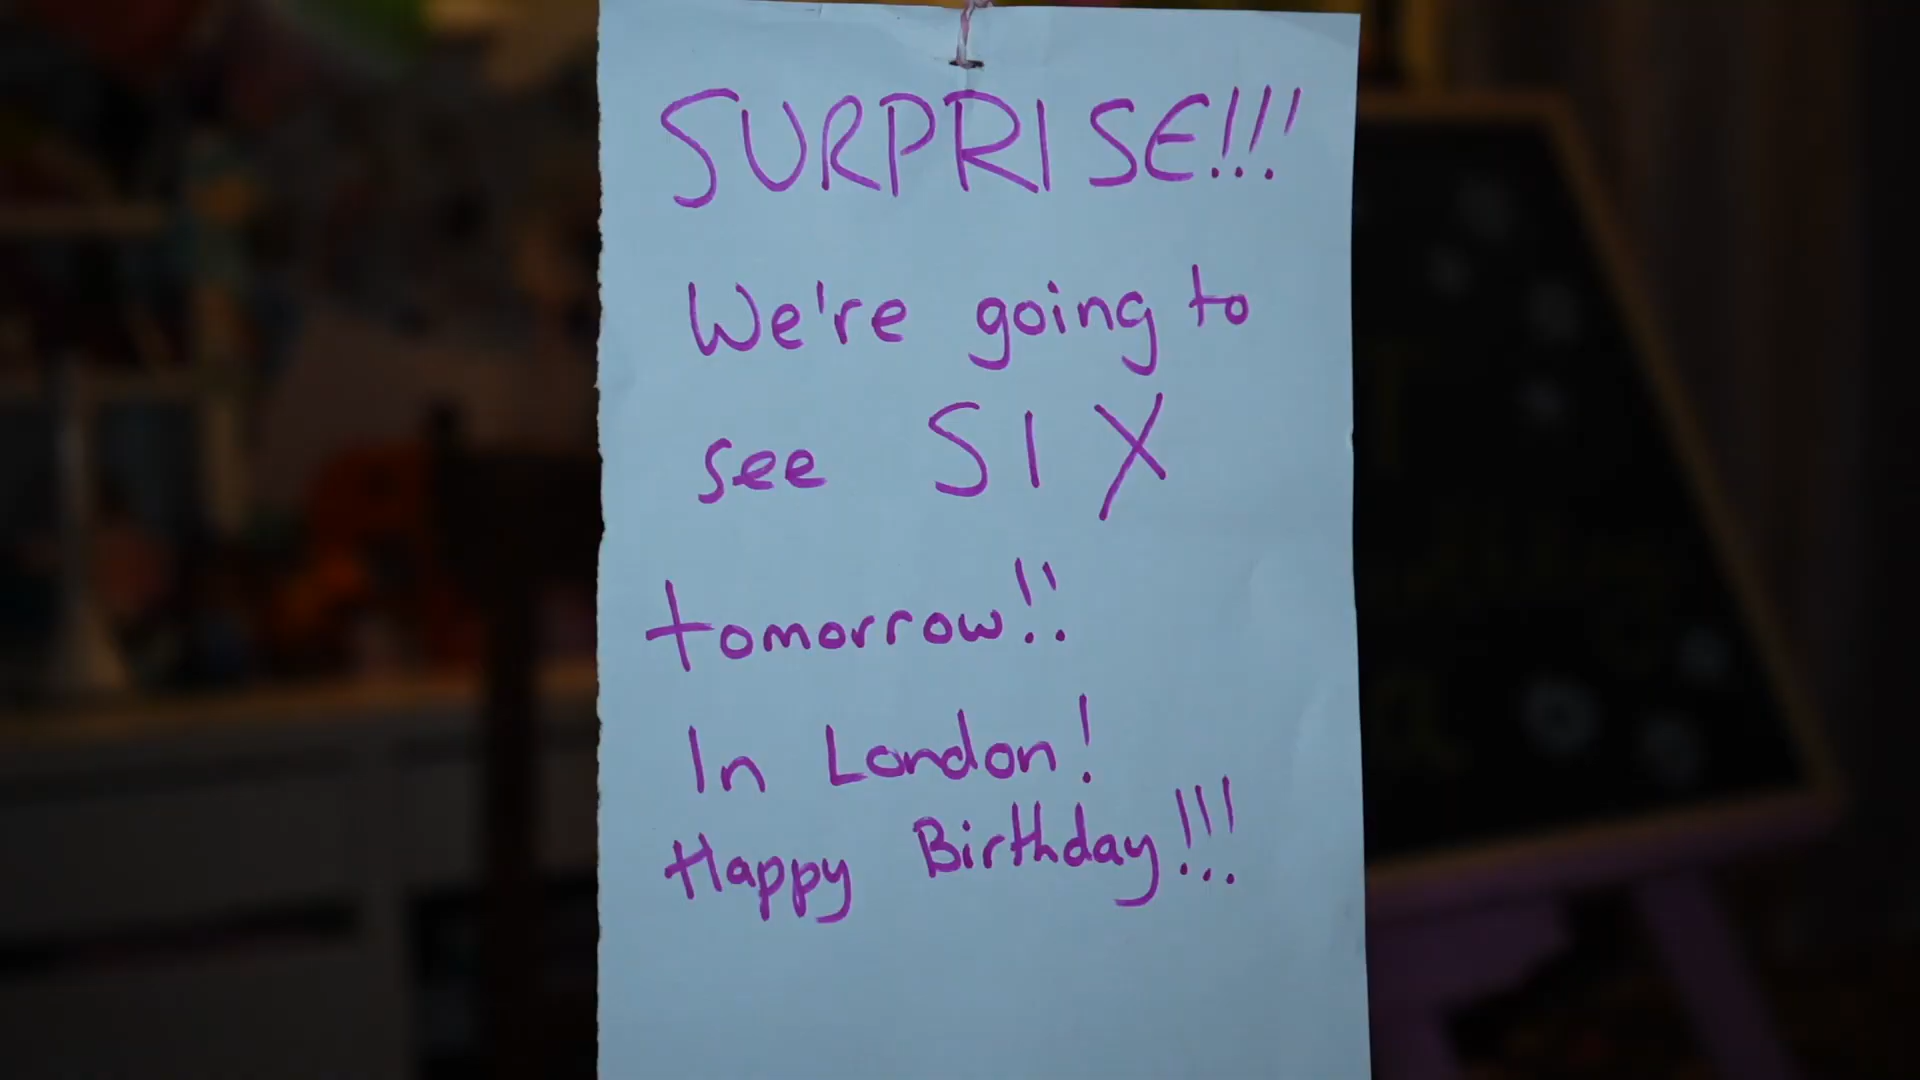 SURPRISE!!!
We're going to
see SIX
tomorrow!!
In London!
Happy Birthday!!!